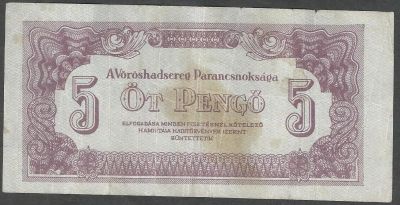 A Vöröshadsereg Parancsnoksága
5 ÖT PENGŐ 5
ELFOGADÁSA MINDEN FIZETÉSNÉL KÖTELEZŐ
HAMISÍTÁSA HADITÖRVÉNYEK SZERINT
BÜNTETTETIK